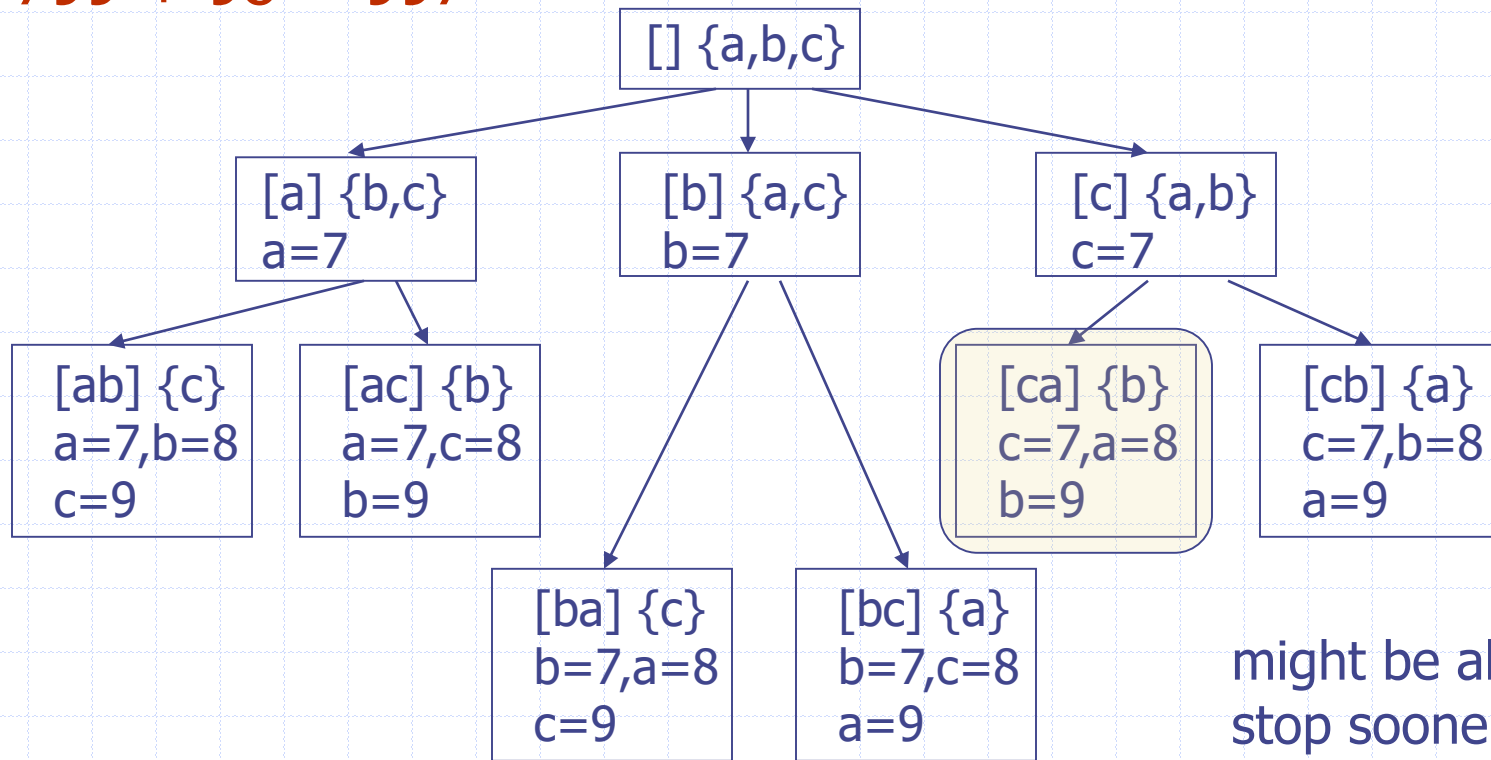 [] {a,b,c}
[a] {b,c}
a=7
[b] {a,c}
b=7
[c] {a,b}
c=7
[ab] {c}
a=7,b=8
c=9
[ac] {b}
a=7,c=8
b=9
[ca] {b}
c=7,a=8
b=9
[cb] {a}
c=7,b=8
a=9
[ba] {c}
b=7,a=8
c=9
[bc] {a}
b=7,c=8
a=9
might be
stop